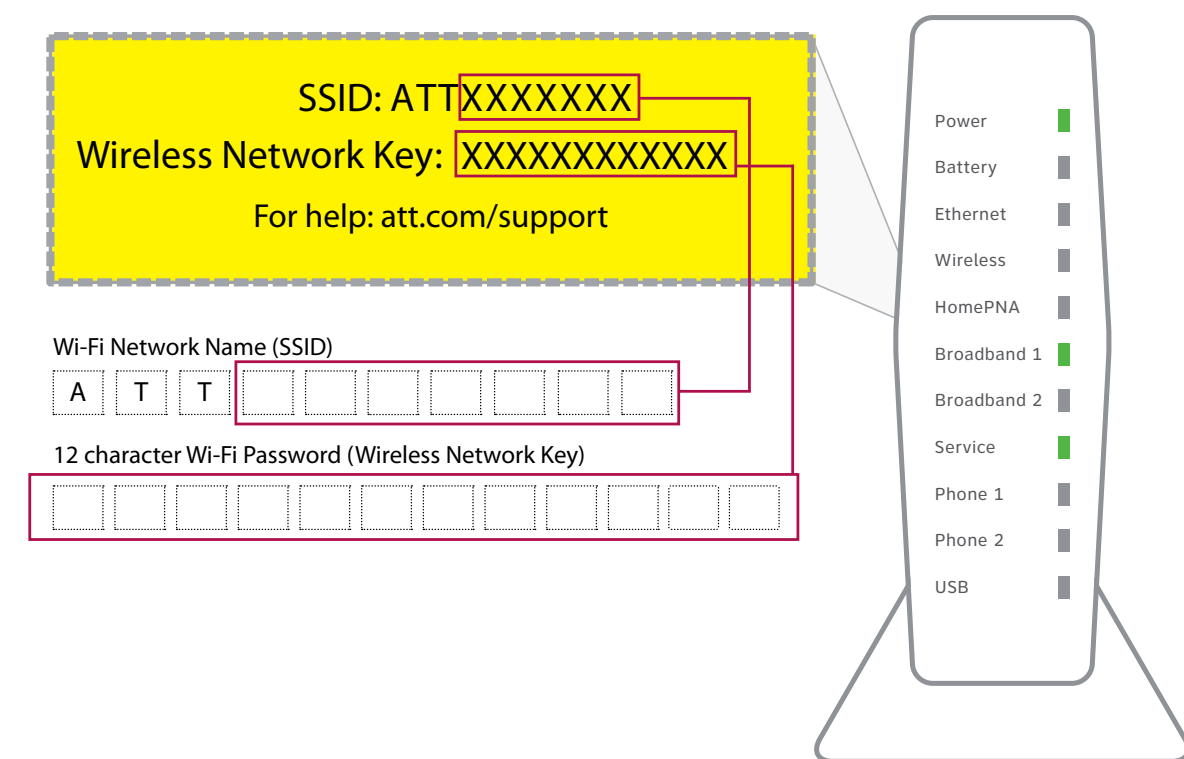 SSID: ATTXXXXXXX
Wireless Network Key: XXXXXXXXXXXX
For help: att.com/support
Wi-Fi Network Name (SSID)
A T T
12 character Wi-Fi Password (Wireless Network Key)
Power
Battery
Ethernet
Wireless
HomePNA
Broadband 1
Broadband 2
Service
Phone 1
Phone 2
USB